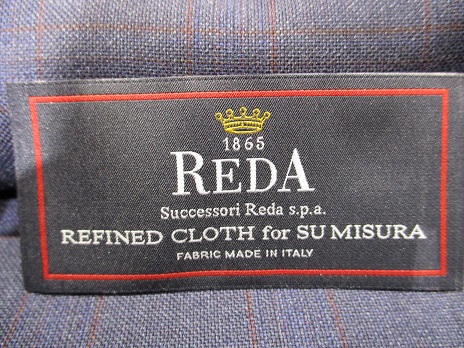 1865
REDA
Successori Reda s.p.a.
REFINED CLOTH for SU MISURA
FABRIC MADE IN ITALY